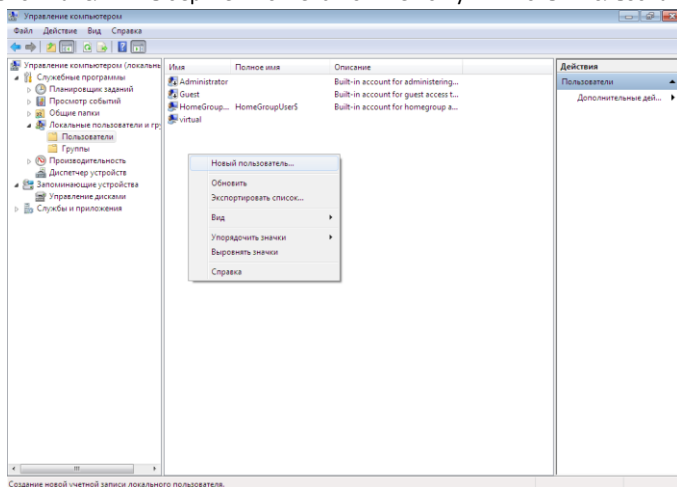 Управление компьютером
Файл Действие Вид Справка
Управление компьютером (локальнь
Служебные программы
Планировщик заданий
Просмотр событий
Общие папки
Локальные пользователи и гр
Пользователи
Группы
Производительность
Диспетчер устройств
Запоминающие устройства
Управление дисками
Службы и приложения
Имя Полное имя Описание
Administrator Built-in account for administering...
Guest Built-in account for guest access t...
HomeGroup... HomeGroupUser$ Built-in account for homegroup a...
virtual
Новый пользователь...
Обновить
Экспортировать список...
Вид
Упорядочить значки
Выровнять значки
Справка
Действия
Пользователи
Дополнительные дей...
Создание новой учетной записи локального пользователя.